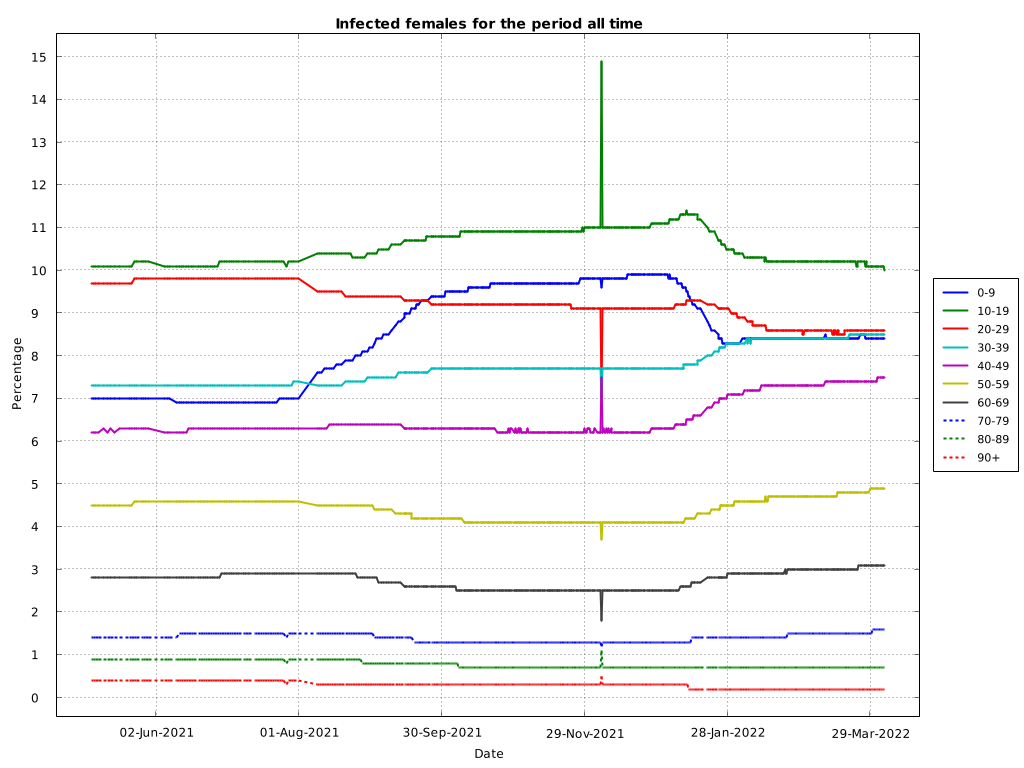 Infected females for the period all time
15
14
13
12
11
10
9
8
7
6
5
4
3
2
1
0
Percentage
02-Jun-2021
01-Aug-2021
30-Sep-2021
29-Nov-2021
28-Jan-2022
29-Mar-2022
Date
0-9
10-19
20-29
30-39
40-49
50-59
60-69
70-79
80-89
90+